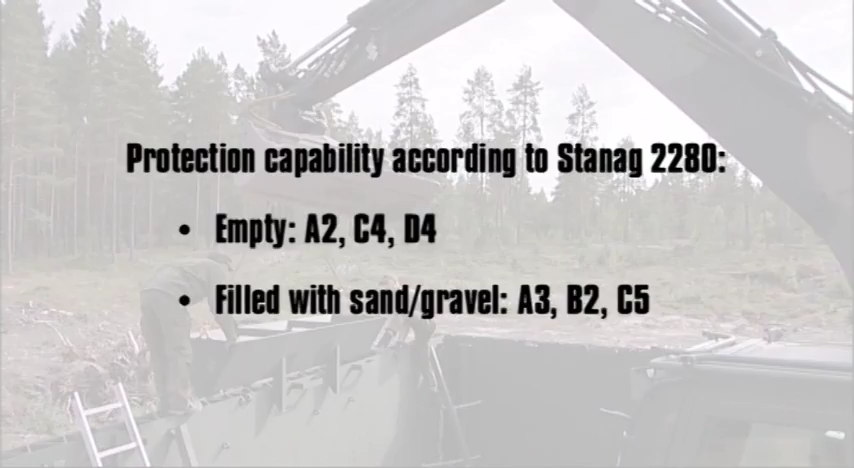 Protection capability according to Stanag 2280:
• Empty: A2, C4, D4
• Filled with sand/gravel: A3, B2, C5